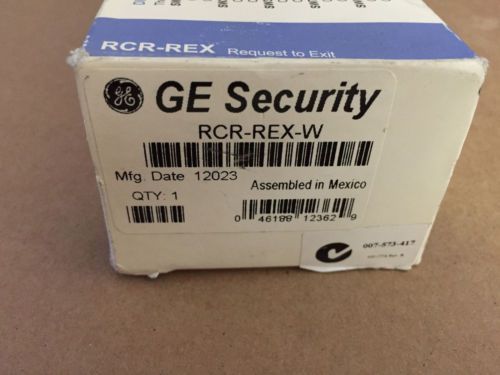 RCR-REX Request to Exit
GE Security
RCR-REX-W
Mfg. Date 12023
Assembled in Mexico
QTY: 1
0 46188 12362 9
007-573-417